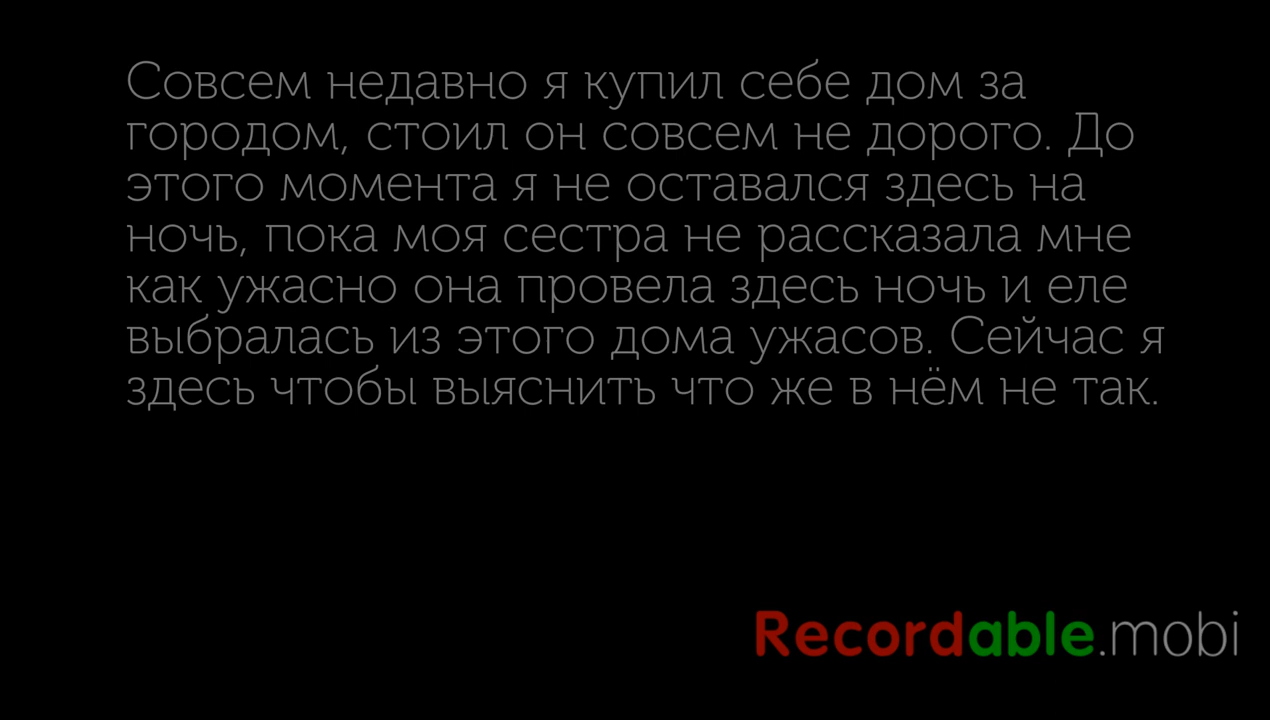 Совсем недавно я купил себе дом за
городом, стоил он совсем не дорого. До
этого момента я не оставался здесь на
ночь, пока моя сестра не рассказала мне
как ужасно она провела здесь ночь и еле
выбралась из этого дома ужасов. Сейчас я
здесь чтобы выяснить что же в нём не так.
Recordable.mobi